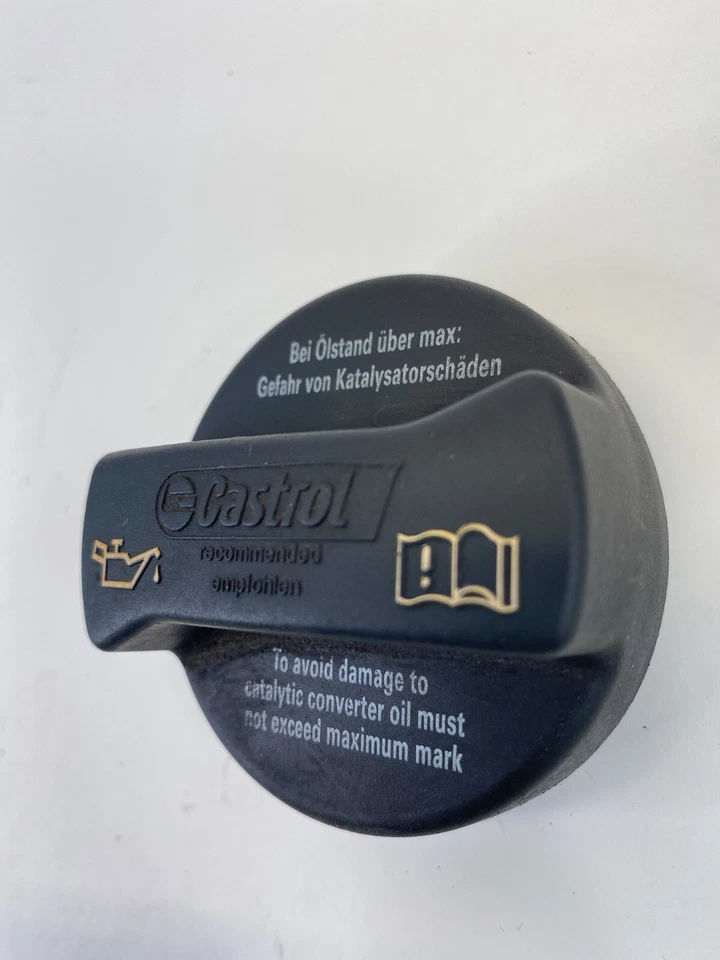 Bei Ölstand über max:
Gefahr von Katalysatorschäden
Castrol
recommended
empfohlen
To avoid damage to
catalytic converter oil must
not exceed maximum mark